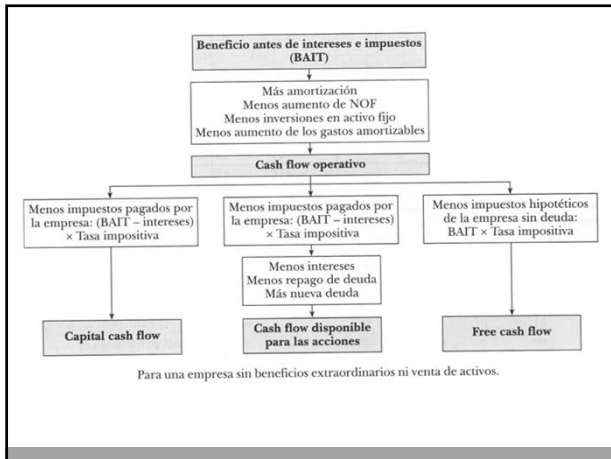 Beneficio antes de intereses e impuestos
(BAIT)
Más amortización
Menos aumento de NOF
Menos inversiones en activo fijo
Menos aumento de los gastos amortizables
Cash flow operativo
Menos impuestos pagados por
la empresa: (BAIT – intereses)
× Tasa impositiva
Menos impuestos pagados por
la empresa: (BAIT – intereses)
× Tasa impositiva
Menos impuestos hipotéticos
de la empresa sin deuda:
BAIT × Tasa impositiva
Menos intereses
Menos repago de deuda
Más nueva deuda
Capital cash flow
Cash flow disponible
para las acciones
Free cash flow
Para una empresa sin beneficios extraordinarios ni venta de activos.